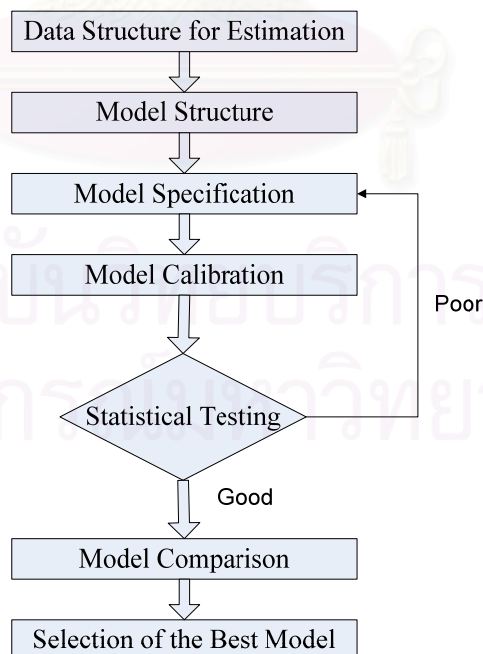 Data Structure for Estimation
Model Structure
Model Specification
Model Calibration
Poor
Statistical Testing
Good
Model Comparison
Selection of the Best Model